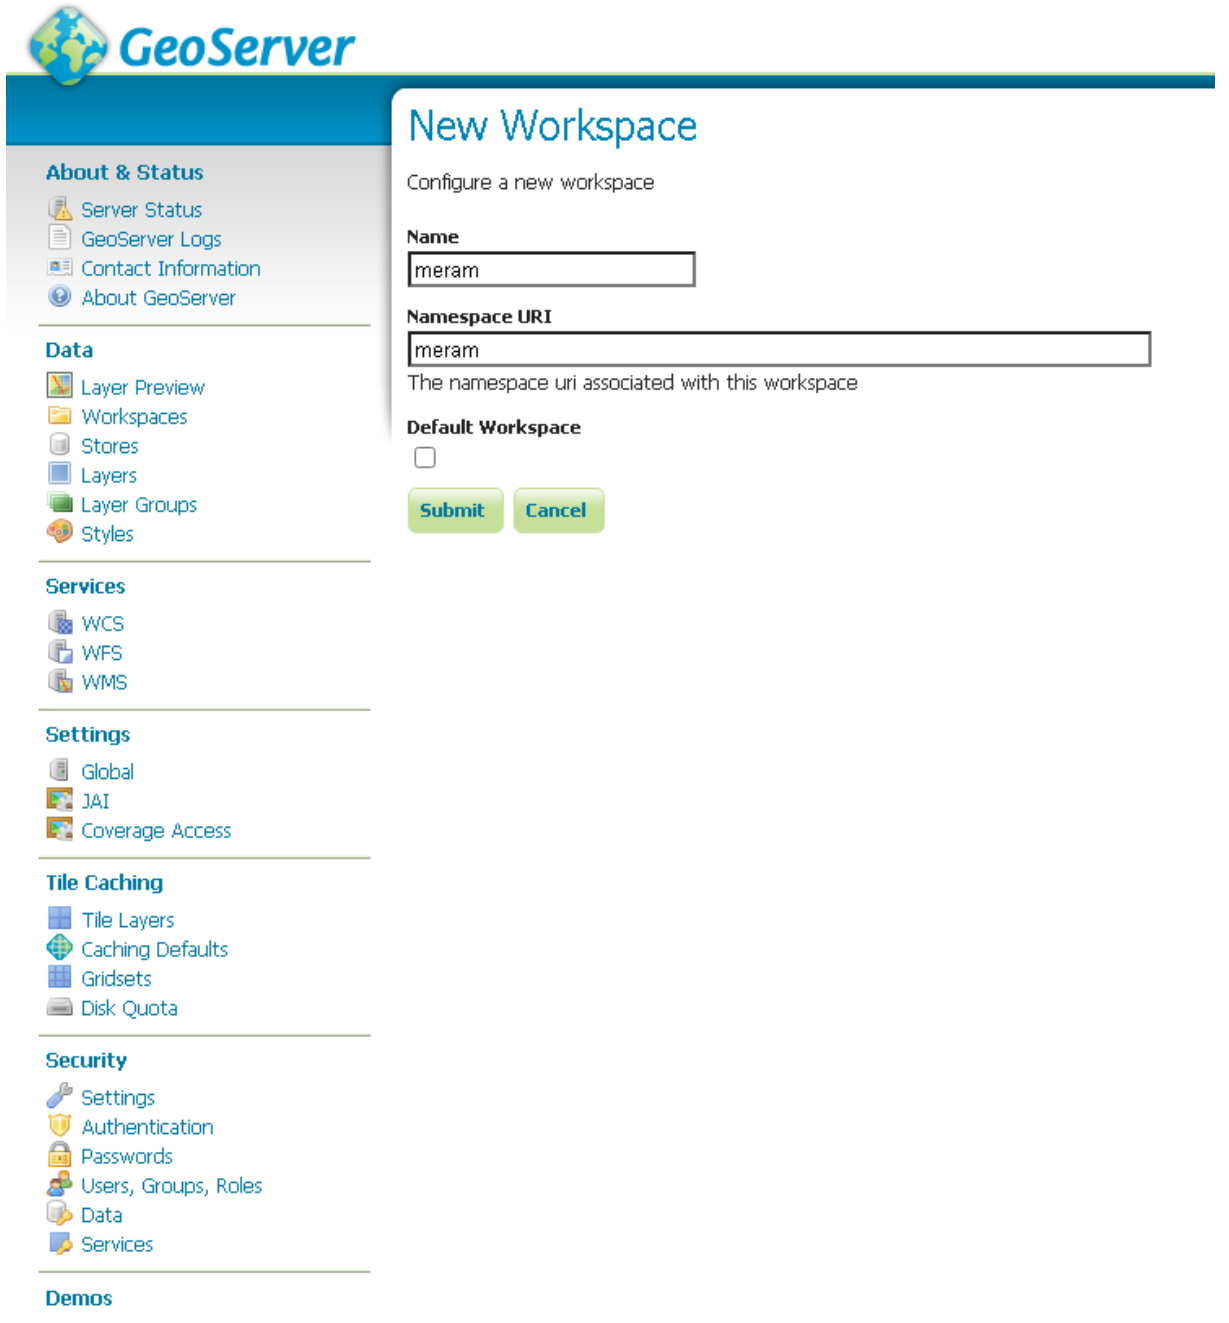 GeoServer
About & Status
Server Status
GeoServer Logs
Contact Information
About GeoServer
Data
Layer Preview
Workspaces
Stores
Layers
Layer Groups
Styles
Services
WCS
WFS
WMS
Settings
Global
JAI
Coverage Access
Tile Caching
Tile Layers
Caching Defaults
Gridsets
Disk Quota
Security
Settings
Authentication
Passwords
Users, Groups, Roles
Data
Services
Demos
New Workspace
Configure a new workspace
Name
meram
Namespace URI
meram
The namespace uri associated with this workspace
Default Workspace
Submit Cancel